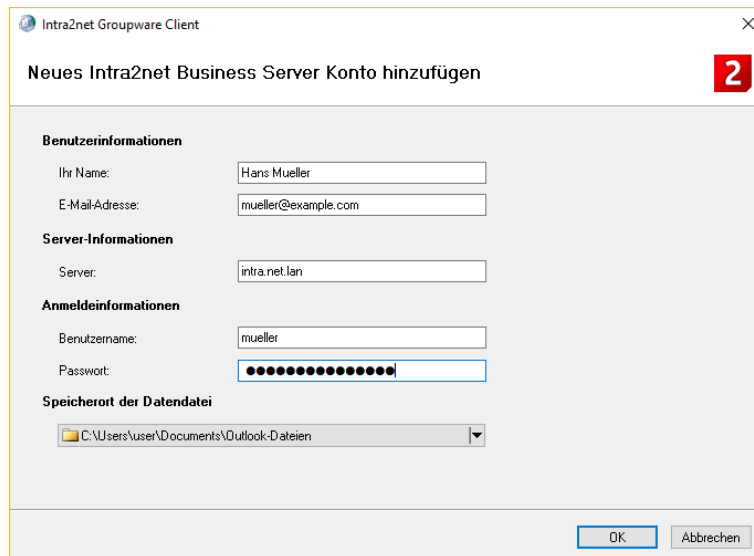 Intra2net Groupware Client
Neues Intra2net Business Server Konto hinzufügen
2
Benutzerinformationen
Ihr Name: Hans Mueller
E-Mail-Adresse: mueller@example.com
Server-Informationen
Server: intra.net.lan
Anmeldeinformationen
Benutzername: mueller
Passwort: ●●●●●●●●●●●●●●●
Speicherort der Datendatei
C:\Users\user\Documents\Outlook-Dateien
OK Abbrechen